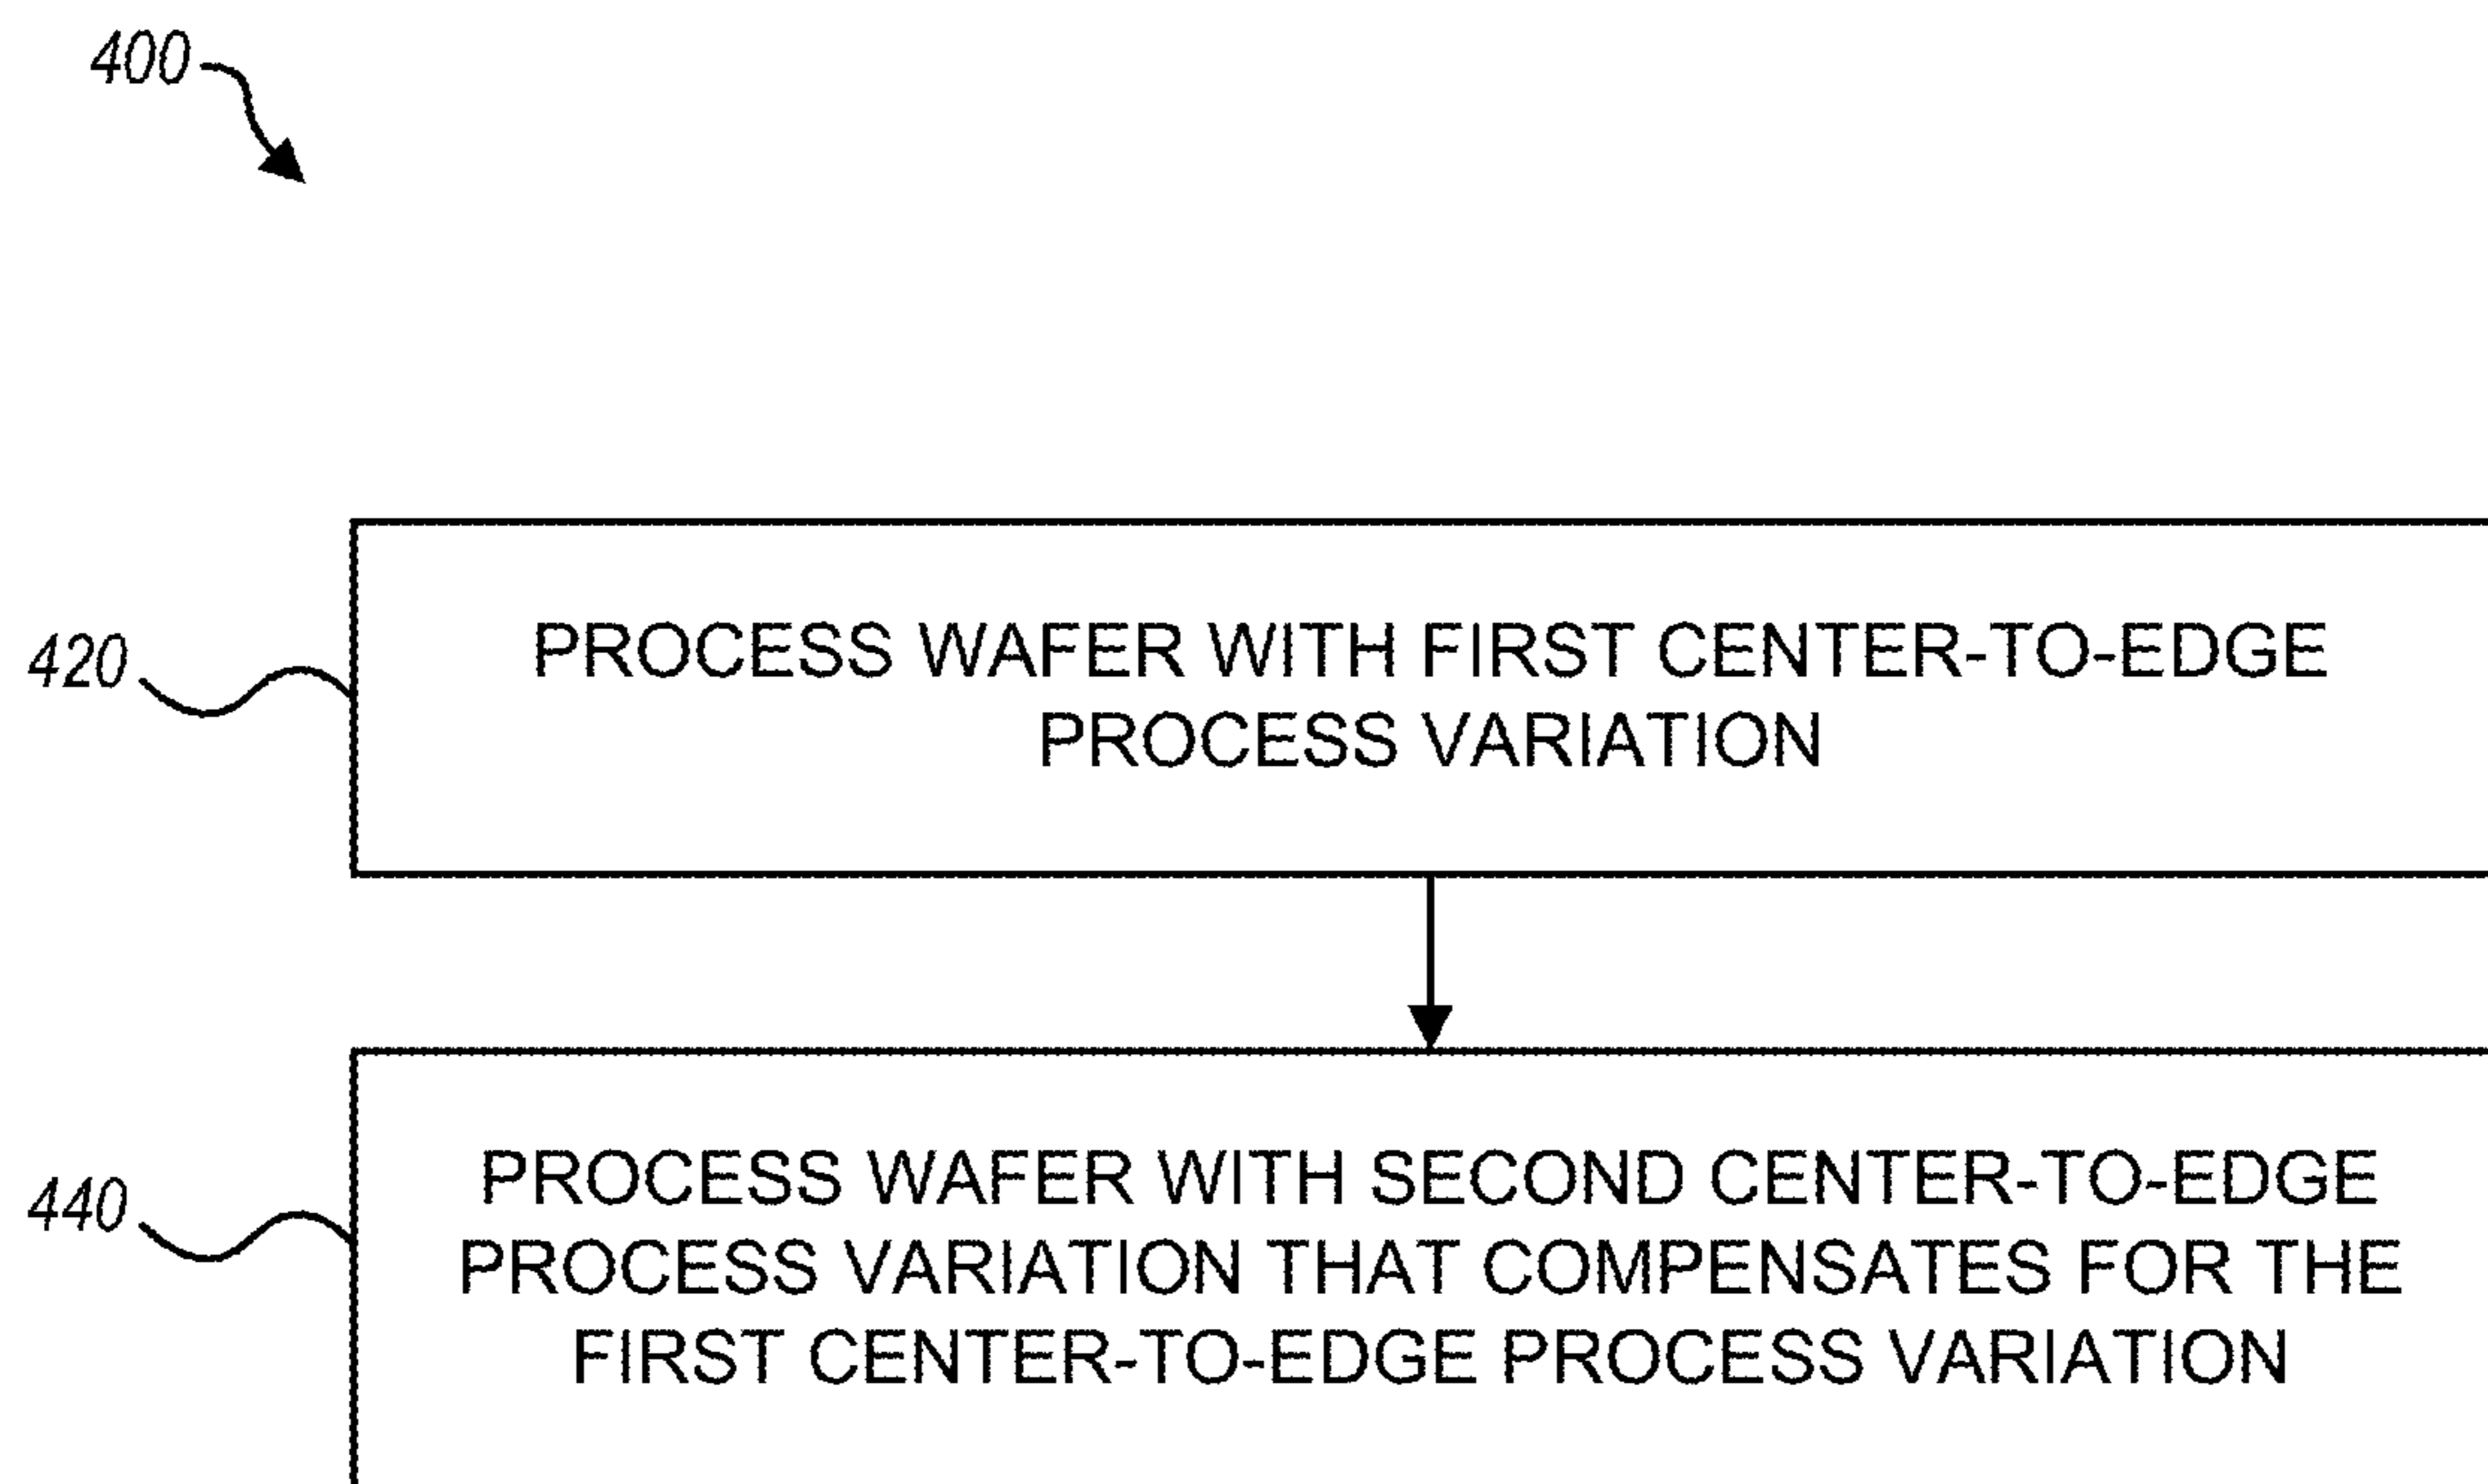 400
420
PROCESS WAFER WITH FIRST CENTER-TO-EDGE
PROCESS VARIATION
440
PROCESS WAFER WITH SECOND CENTER-TO-EDGE
PROCESS VARIATION THAT COMPENSATES FOR THE
FIRST CENTER-TO-EDGE PROCESS VARIATION